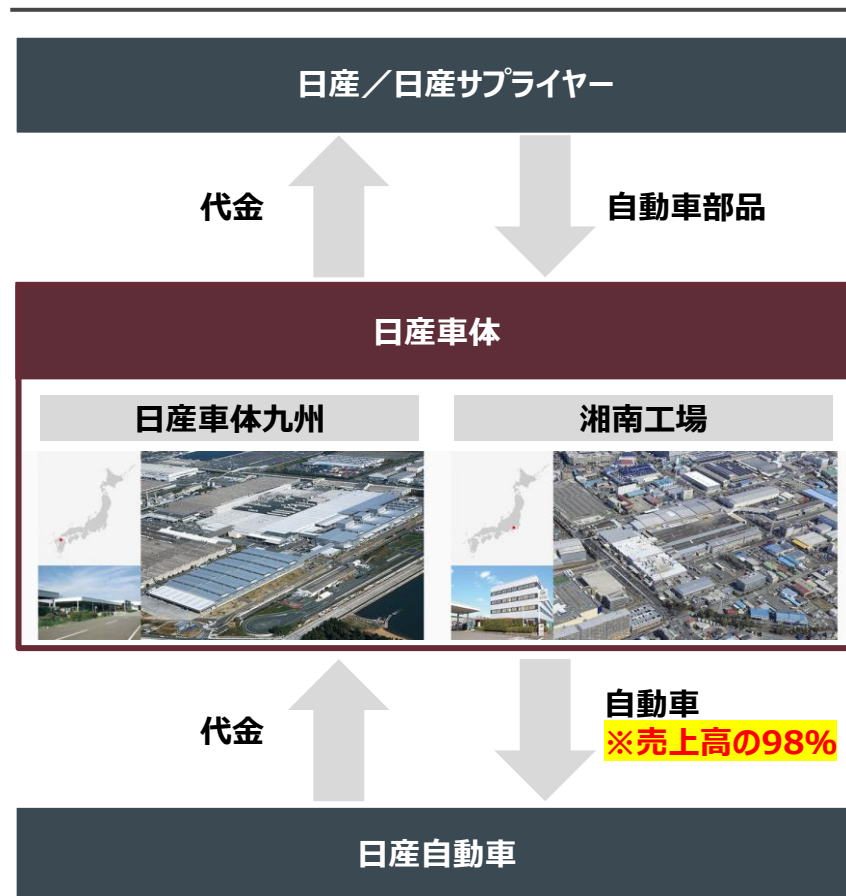 日産／日産サプライヤー
代金
自動車部品
日産車体
日産車体九州
湘南工場
代金
自動車
※売上高の98%
日産自動車